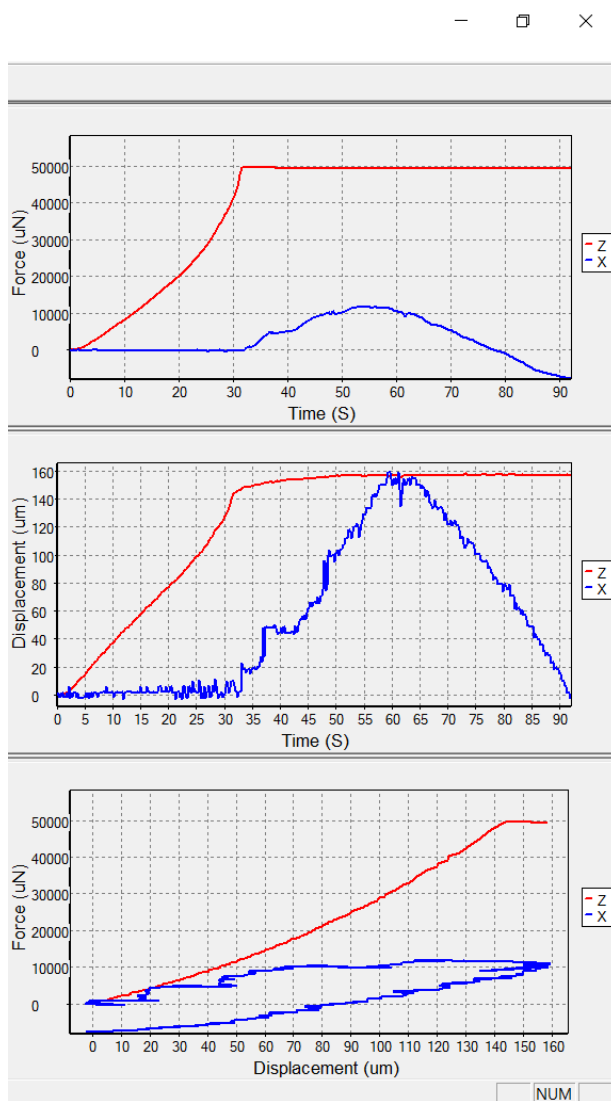 50000
40000
30000
20000
10000
0
Force (uN)
0 10 20 30 40 50 60 70 80 90
Time (S)
Z
X
160
140
120
100
80
60
40
20
0
Displacement (um)
0 5 10 15 20 25 30 35 40 45 50 55 60 65 70 75 80 85 90
Time (S)
Z
X
50000
40000
30000
20000
10000
0
Force (uN)
0 10 20 30 40 50 60 70 80 90 100 110 120 130 140 150 160
Displacement (um)
Z
X
NUM